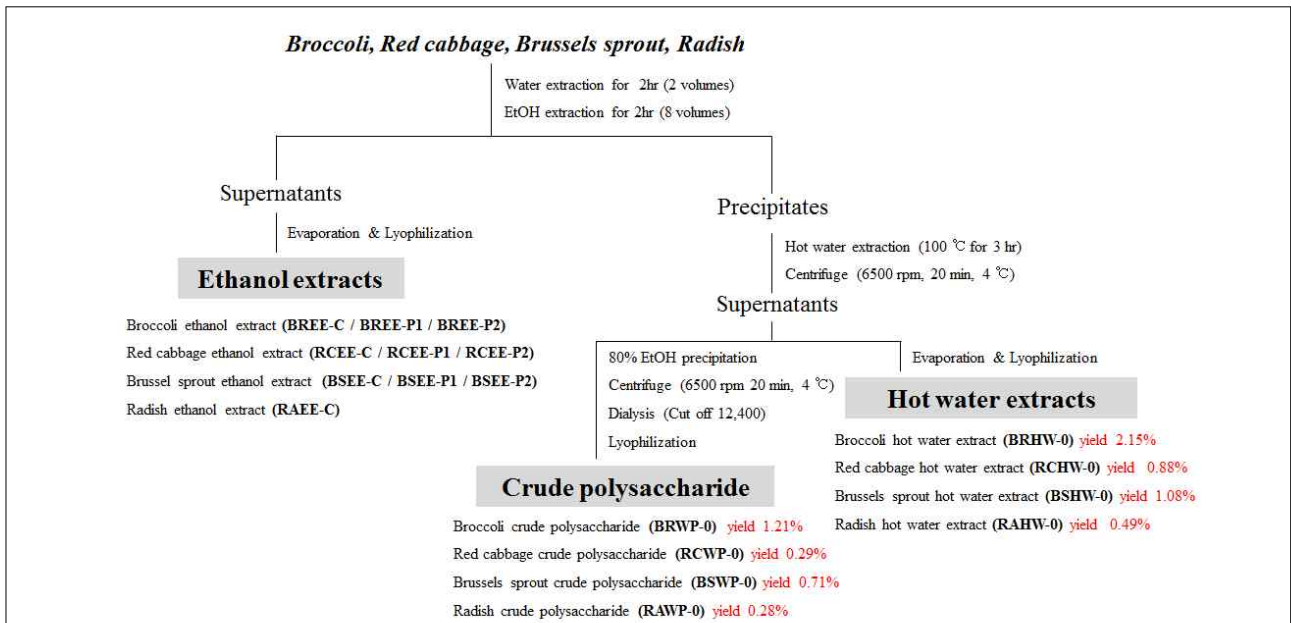 Broccoli, Red cabbage, Brussels sprout, Radish
Water extraction for 2hr (2 volumes)
EtOH extraction for 2hr (8 volumes)
Supernatants
Evaporation & Lyophilization
Ethanol extracts
Broccoli ethanol extract (BREE-C / BREE-P1 / BREE-P2)
Red cabbage ethanol extract (RCEE-C / RCEE-P1 / RCEE-P2)
Brussel sprout ethanol extract (BSEE-C / BSEE-P1 / BSEE-P2)
Radish ethanol extract (RAEE-C)
Precipitates
Hot water extraction (100 ℃ for 3 hr)
Centrifuge (6500 rpm, 20 min, 4 ℃)
Supernatants
80% EtOH precipitation
Centrifuge (6500 rpm 20 min, 4 ℃)
Dialysis (Cut off 12,400)
Lyophilization
Crude polysaccharide
Broccoli crude polysaccharide (BRWP-0) yield 1.21%
Red cabbage crude polysaccharide (RCWP-0) yield 0.29%
Brussels sprout crude polysaccharide (BSWP-0) yield 0.71%
Radish crude polysaccharide (RAWP-0) yield 0.28%
Evaporation & Lyophilization
Hot water extracts
Broccoli hot water extract (BRHW-0) yield 2.15%
Red cabbage hot water extract (RCHW-0) yield 0.88%
Brussels sprout hot water extract (BSHW-0) yield 1.08%
Radish hot water extract (RAHW-0) yield 0.49%